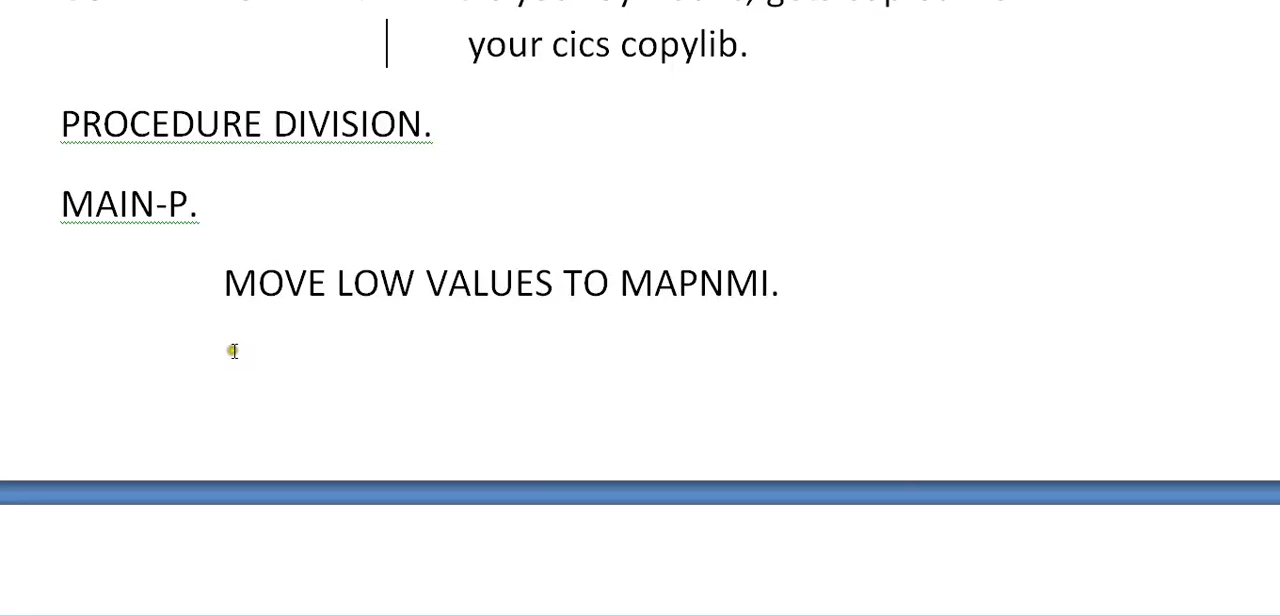 your cics copylib.
PROCEDURE DIVISION.
MAIN-P.
MOVE LOW VALUES TO MAPNMI.